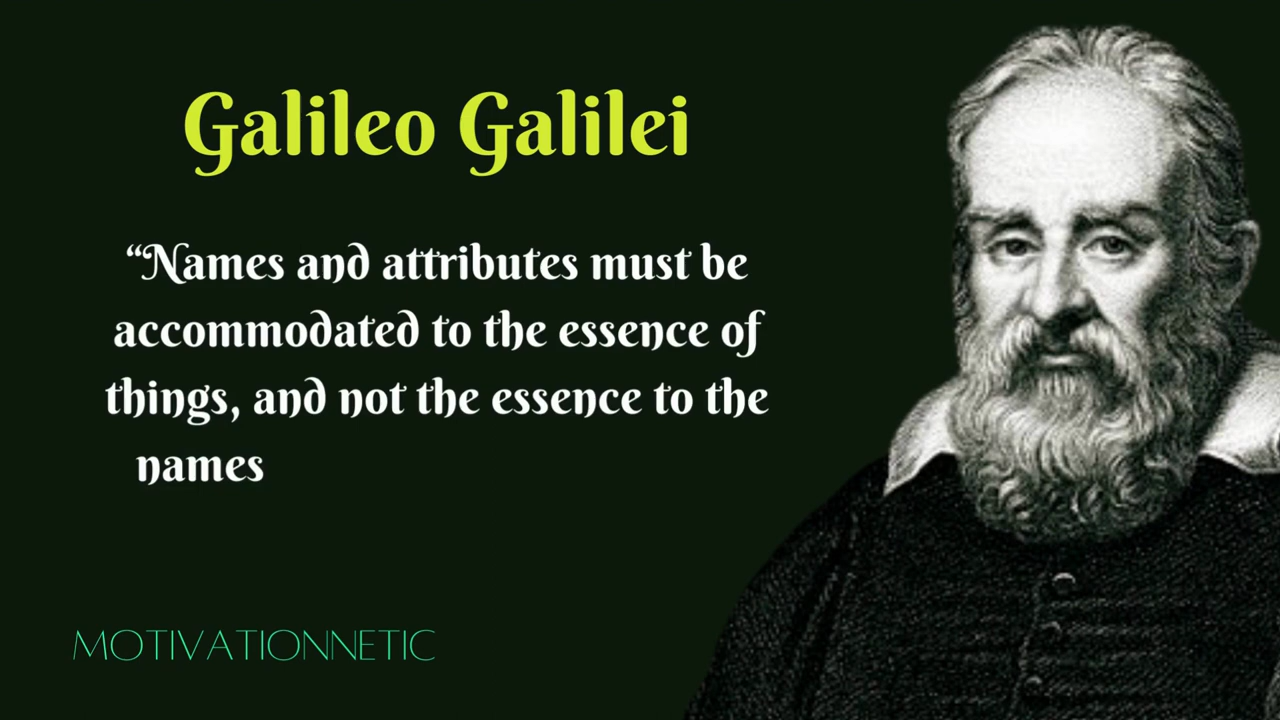 Galileo Galilei
“Names and attributes must be
accommodated to the essence of
things, and not the essence to the
names
MOTIVATIONNETIC